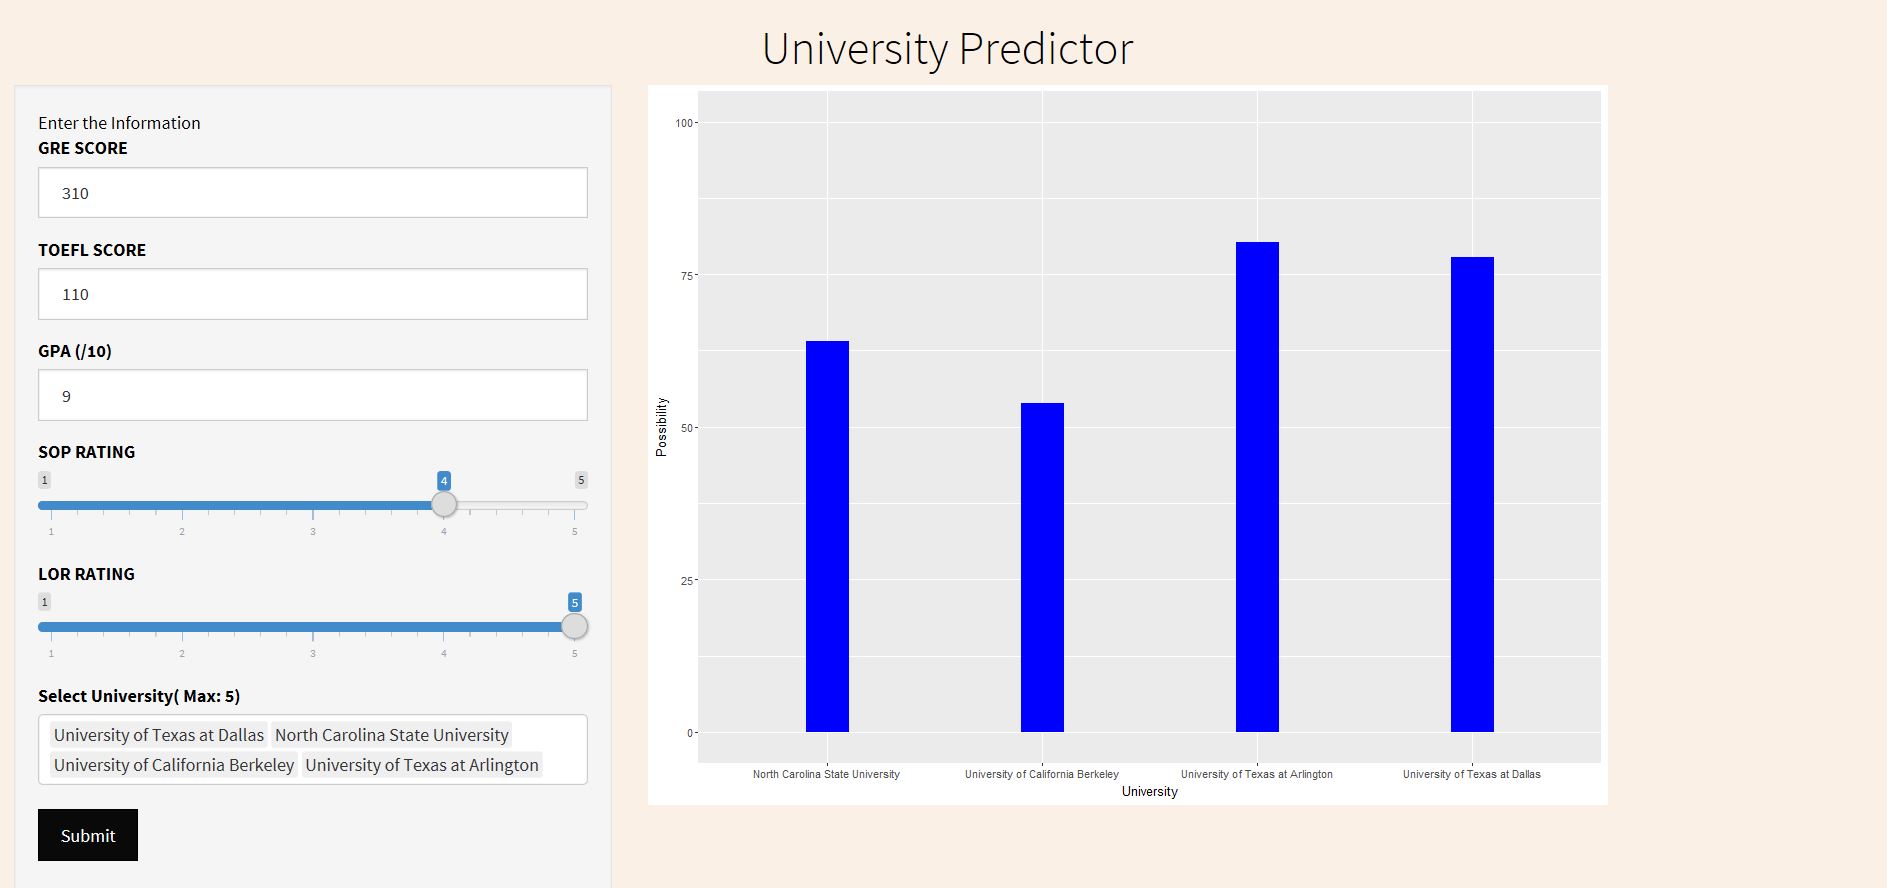 University Predictor
Enter the Information
GRE SCORE
310
TOEFL SCORE
110
GPA (/10)
9
SOP RATING
1 4 5
1 2 3 4 5
LOR RATING
1 5
1 2 3 4 5
Select University( Max: 5)
University of Texas at Dallas North Carolina State University
University of California Berkeley University of Texas at Arlington
Submit
Possibility
100
75
50
25
0
North Carolina State University University of California Berkeley University of Texas at Arlington University of Texas at Dallas
University